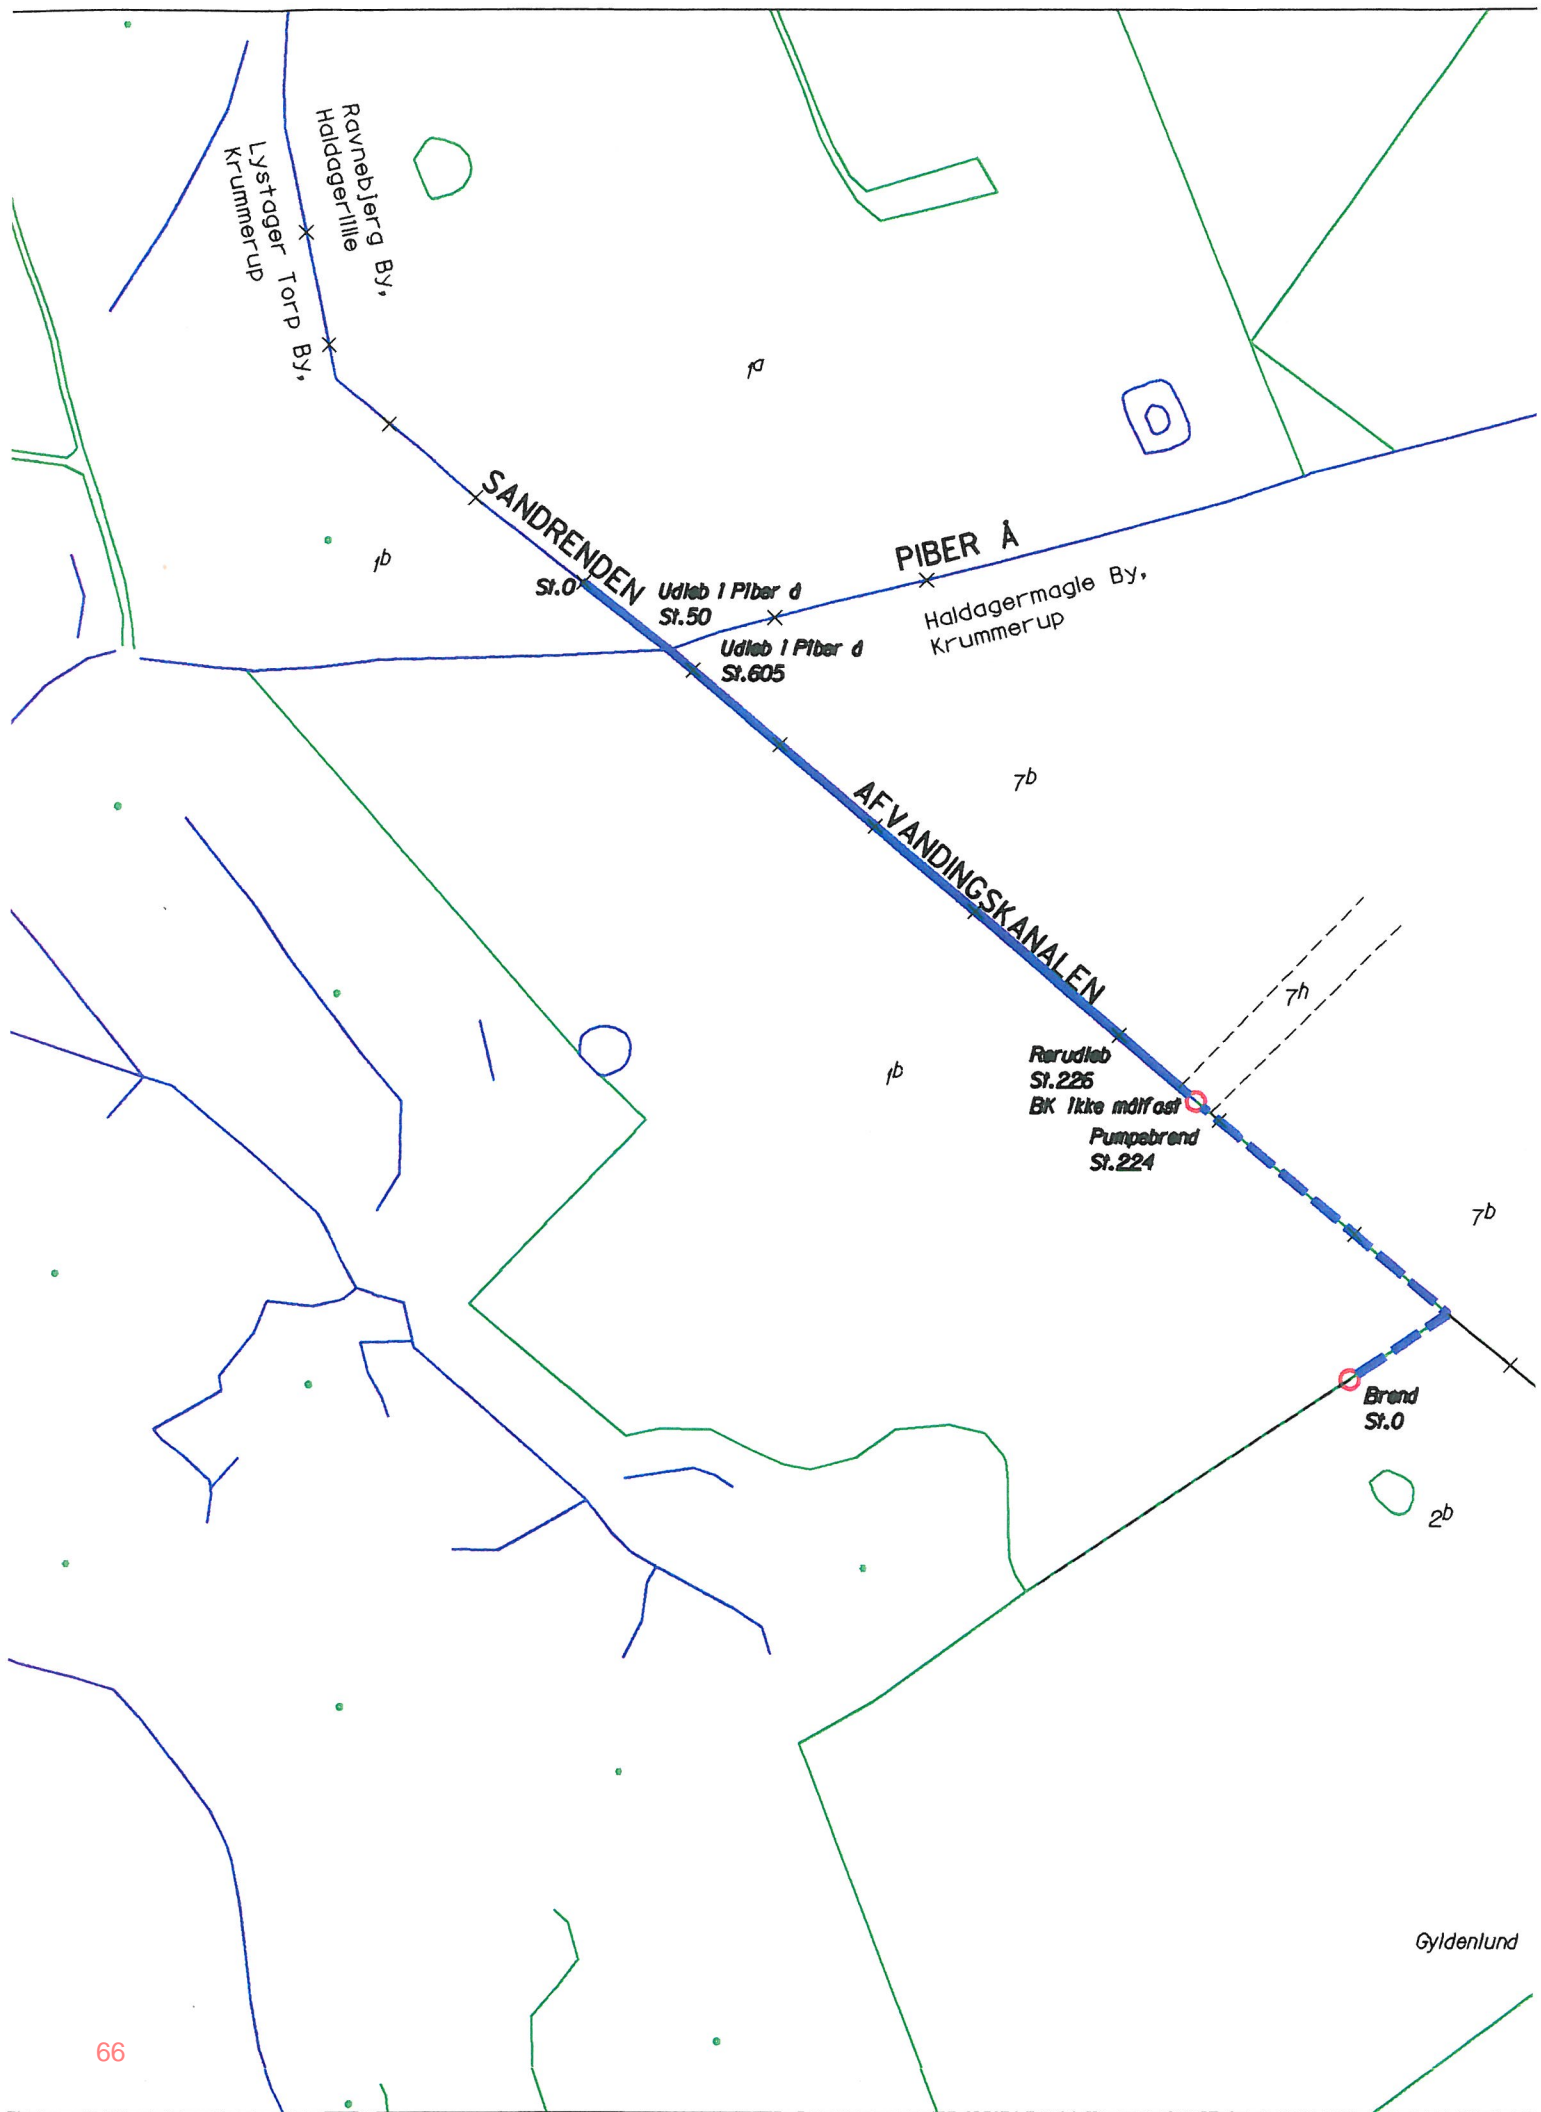 Ravnebjerg By,
Haldagerlille
Lystager Torp By,
Krummerup
1a
SANDRENDEN
PIBER Å
1b
St.0
Udløb i Piber å
St.50
Haldagermagle By,
Krummerup
Udløb i Piber å
St.605
7b
AFVANDINGSKANALEN
7h
1b
Rørudløb
St.226
BK ikke målfast
Pumpebrønd
St.224
7b
Brønd
St.0
2b
Gyldenlund
66